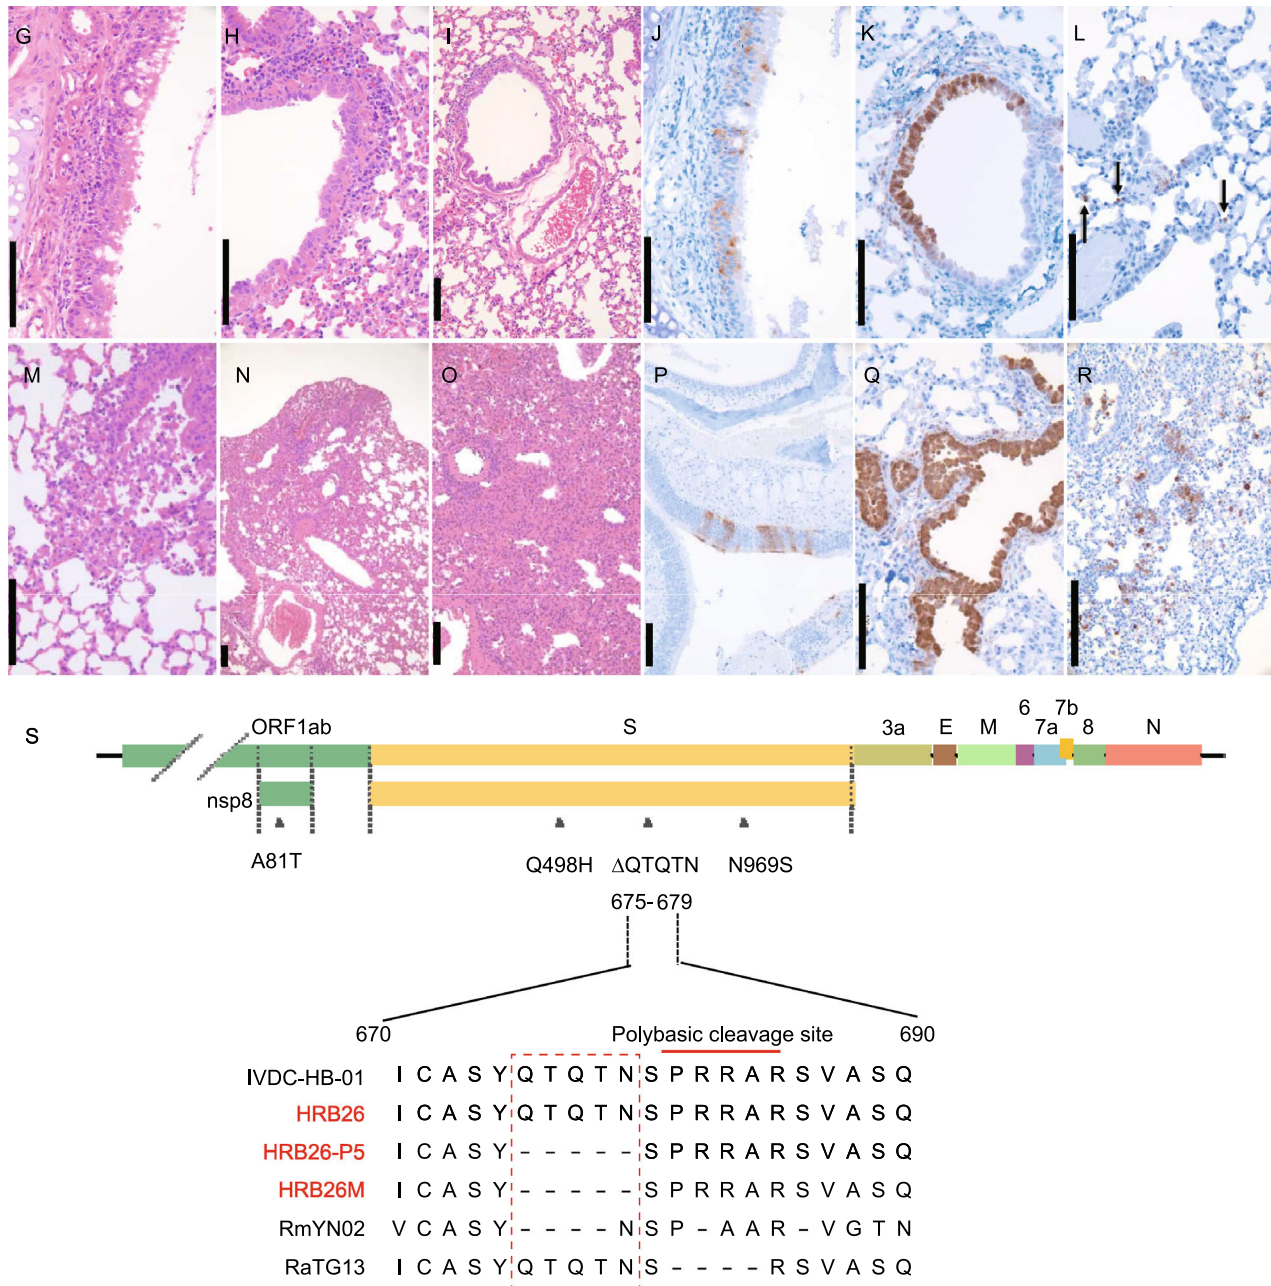 G H I J K L
M N O P Q R
S
ORF1ab S 3a E M 6 7a 7b 8 N
nsp8
A81T Q498H ΔQTQTN N969S
675-679
670 690
Polybasic cleavage site
IVDC-HB-01 I C A S Y Q T Q T N S P R R A R S V A S Q
HRB26 I C A S Y Q T Q T N S P R R A R S V A S Q
HRB26-P5 I C A S Y – – – – – S P R R A R S V A S Q
HRB26M I C A S Y – – – – – S P R R A R S V A S Q
RmYN02 V C A S Y – – – – N S P – A A R – V G T N
RaTG13 I C A S Y Q T Q T N S – – – – R S V A S Q